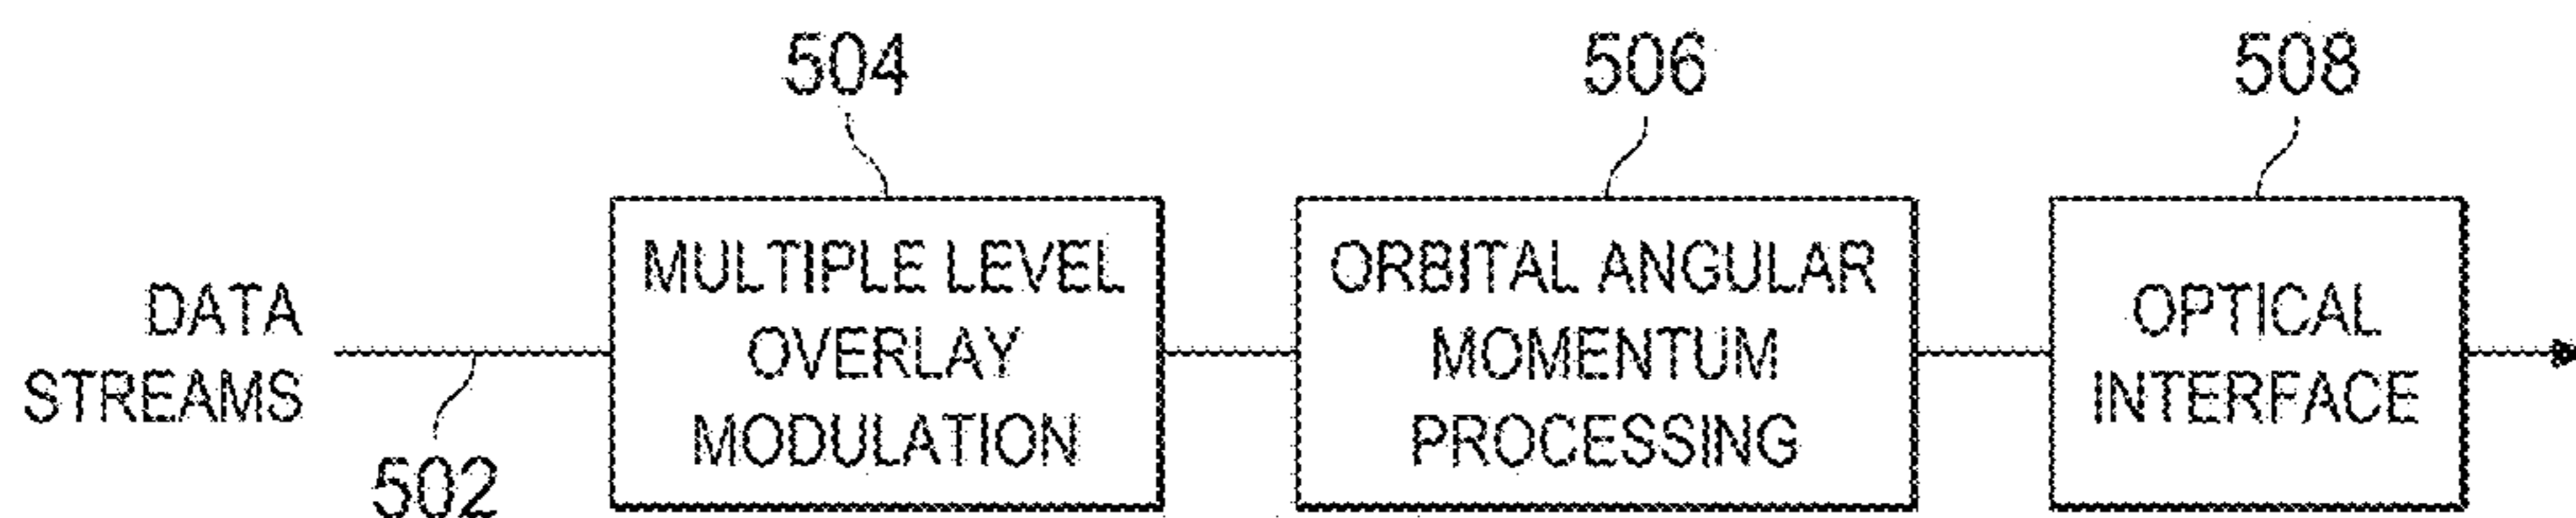 504
506
508
DATA
STREAMS
502
MULTIPLE LEVEL
OVERLAY
MODULATION
ORBITAL ANGULAR
MOMENTUM
PROCESSING
OPTICAL
INTERFACE